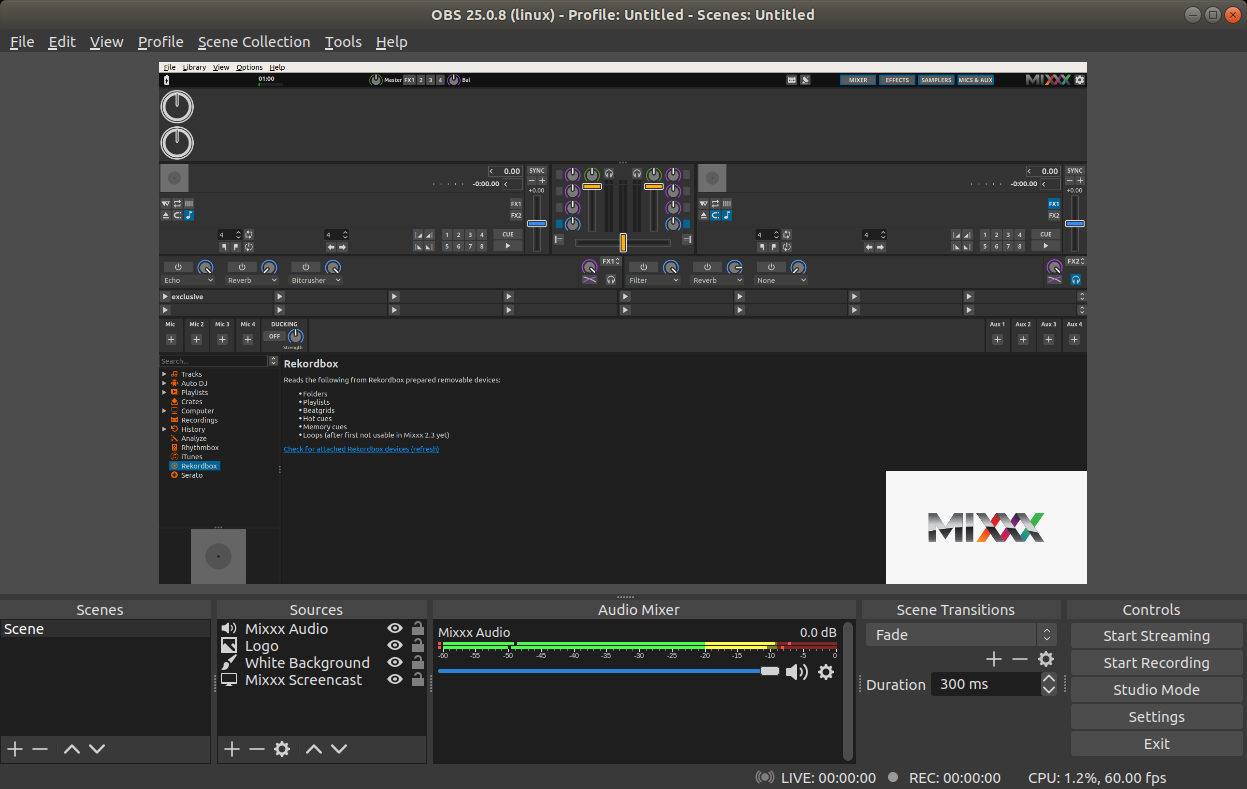 OBS 25.0.8 (linux) - Profile: Untitled - Scenes: Untitled
File Edit View Profile Scene Collection Tools Help
File Library View Options Help
01:00 Master FX1 2 3 4 Bal MIXER EFFECTS SAMPLERS MICS & AUX MIXXX
0.00 SYNC 0.00 SYNC
-0:00.00 +0.00 -0:00.00 +0.00
FX1 FX1
FX2 FX2
4 4 1 2 3 4 CUE 4 4 1 2 3 4 CUE
5 6 7 8 5 6 7 8
FX1 FX2
Echo Reverb Bitcrusher Filter Reverb None
exclusive
Mic Mic 2 Mic 3 Mic 4 DUCKING Aux 1 Aux 2 Aux 3 Aux 4
OFF
Strength
Search...
Rekordbox
Tracks
Auto DJ
Playlists
Crates
Computer
Recordings
History
Analyze
Rhythmbox
iTunes
Rekordbox
Serato
Reads the following from Rekordbox prepared removable devices:
• Folders
• Playlists
• Beatgrids
• Hot cues
• Memory cues
• Loops (after first not usable in Mixxx 2.3 yet)
Check for attached Rekordbox devices (refresh)
MIXXX
Scenes
Scene
Sources
Mixxx Audio
Logo
White Background
Mixxx Screencast
Audio Mixer
Mixxx Audio 0.0 dB
-60 -55 -50 -45 -40 -35 -30 -25 -20 -15 -10 -5 0
Scene Transitions
Fade
Duration 300 ms
Controls
Start Streaming
Start Recording
Studio Mode
Settings
Exit
LIVE: 00:00:00 REC: 00:00:00 CPU: 1.2%, 60.00 fps